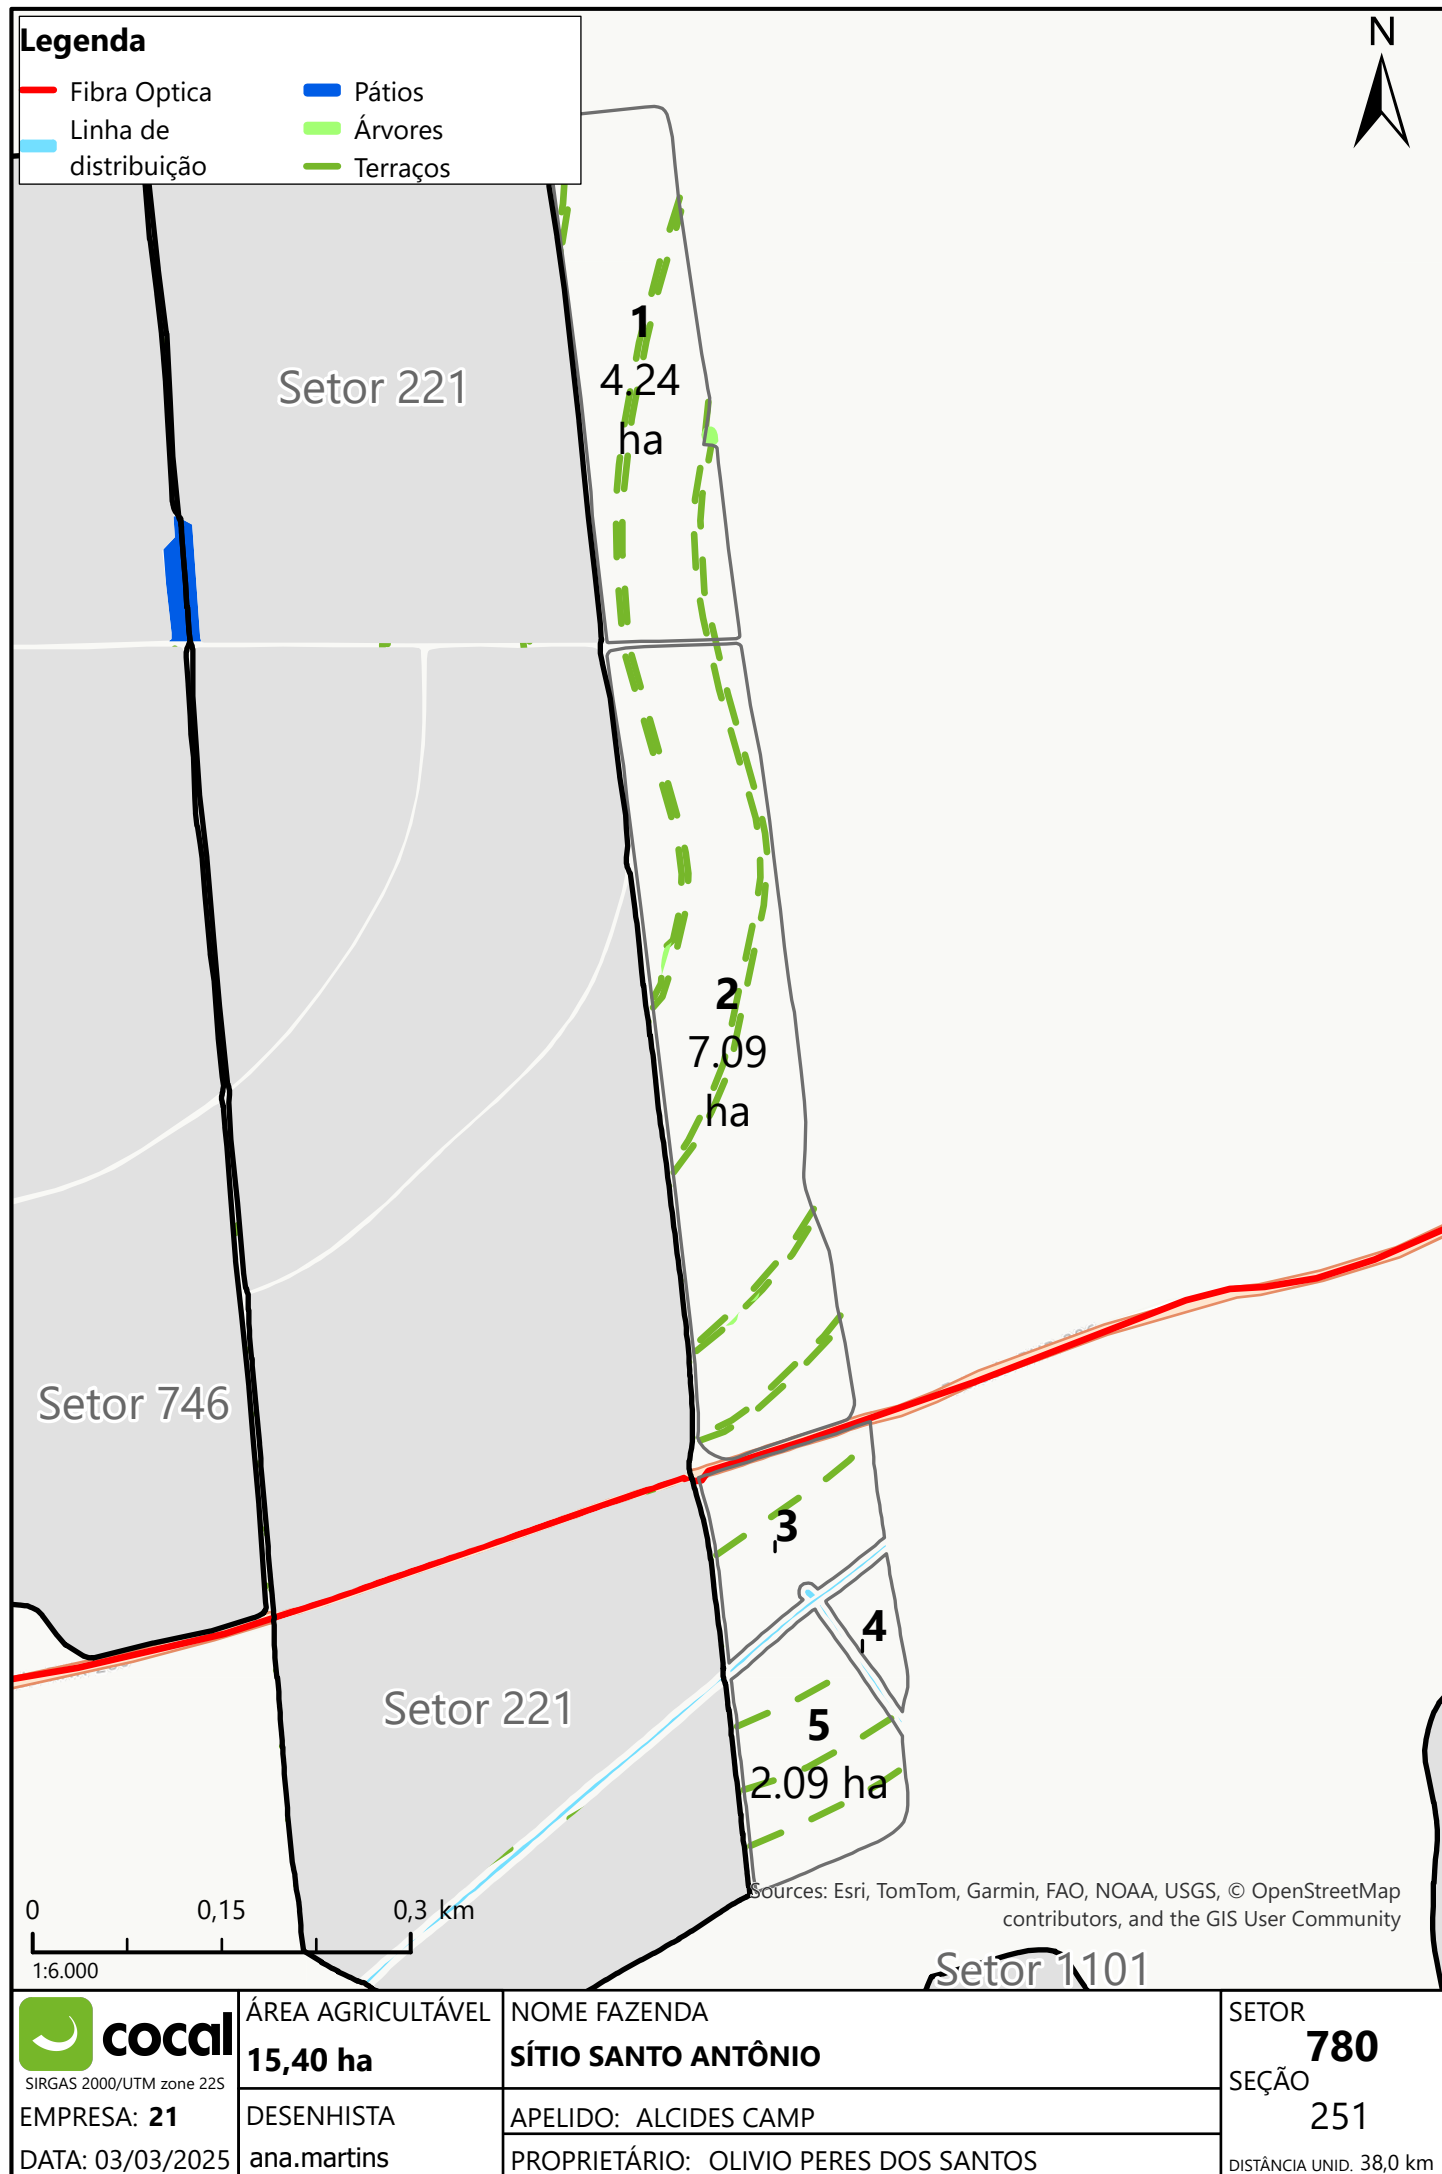 Legenda
Fibra Optica
Linha de
distribuição
Pátios
Árvores
Terraços
N
1
4.24
ha
Setor 221
2
7.09
ha
Setor 746
3
4
Setor 221
5
2.09 ha
0 0,15 0,3 km
1:6.000
Sources: Esri, TomTom, Garmin, FAO, NOAA, USGS, © OpenStreetMap
contributors, and the GIS User Community
Setor 1101
cocal
SIRGAS 2000/UTM zone 22S
EMPRESA: 21
DATA: 03/03/2025
ÁREA AGRICULTÁVEL
15,40 ha
DESENHISTA
ana.martins
NOME FAZENDA
SÍTIO SANTO ANTÔNIO
APELIDO: ALCIDES CAMP
PROPRIETÁRIO: OLIVIO PERES DOS SANTOS
SETOR
780
SEÇÃO
251
DISTÂNCIA UNID. 38,0 km